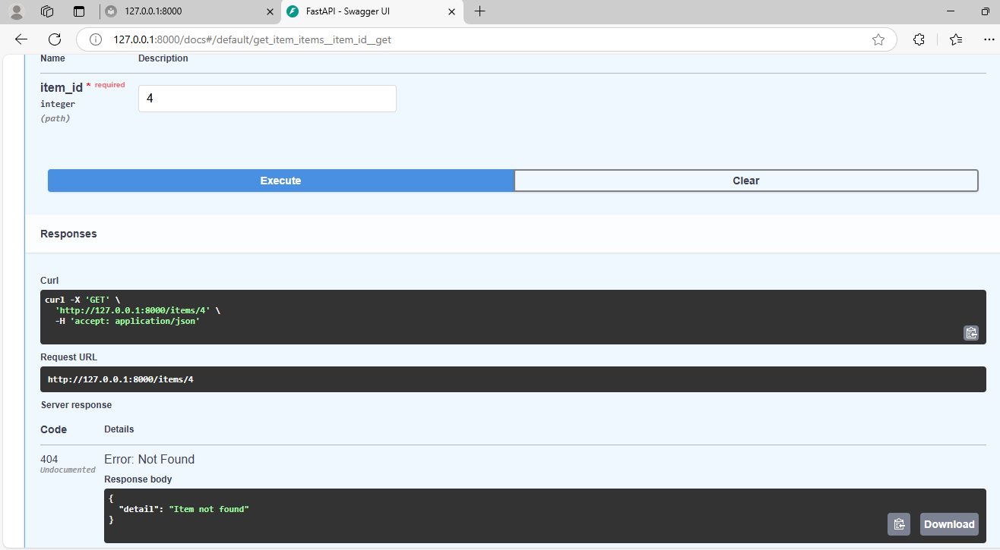 127.0.0.1:8000
FastAPI - Swagger UI
127.0.0.1:8000/docs#/default/get_item_items__item_id__get
Name Description
item_id * required
integer
(path)
4
Execute Clear
Responses
Curl
curl -X 'GET' \
'http://127.0.0.1:8000/items/4' \
-H 'accept: application/json'
Request URL
http://127.0.0.1:8000/items/4
Server response
Code Details
404
Undocumented
Error: Not Found
Response body
{
"detail": "Item not found"
}
Download